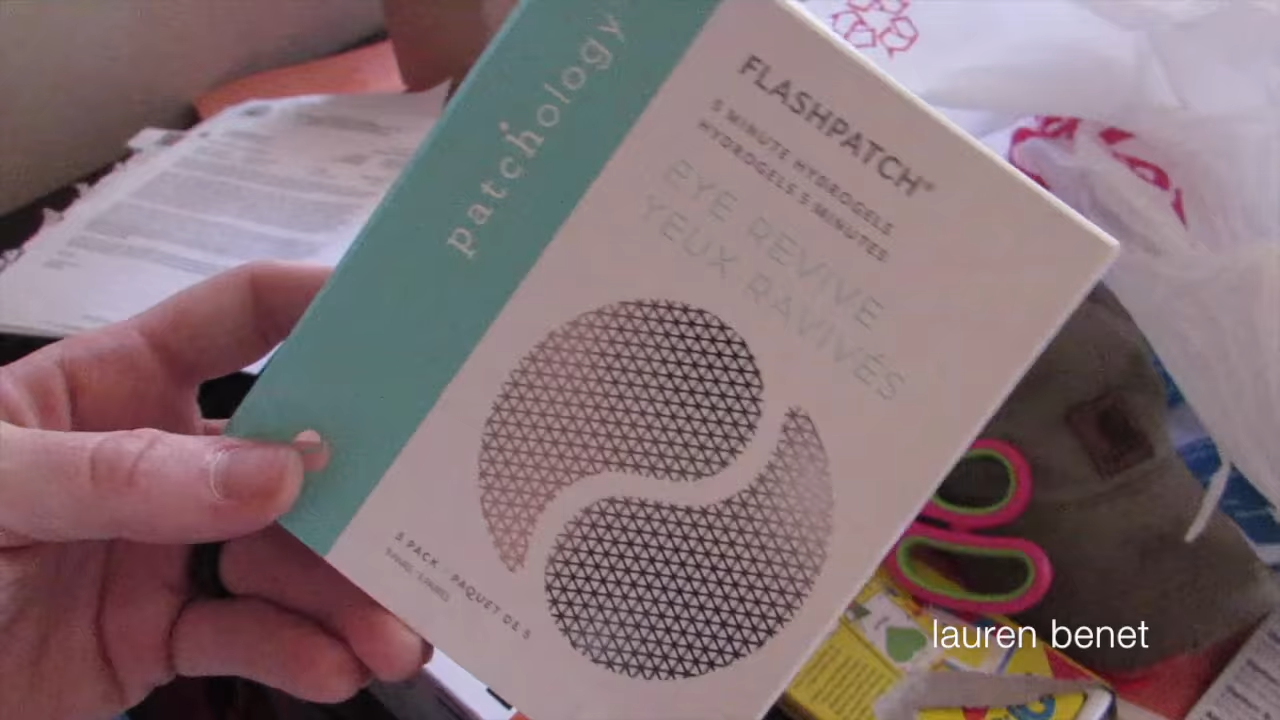 patchology
FLASHPATCH®
5 MINUTE HYDROGELS
HYDROGELS 5 MINUTES
EYE REVIVE
YEUX RAVIVÉS
5 PACK · PAQUET DE 5
lauren benet